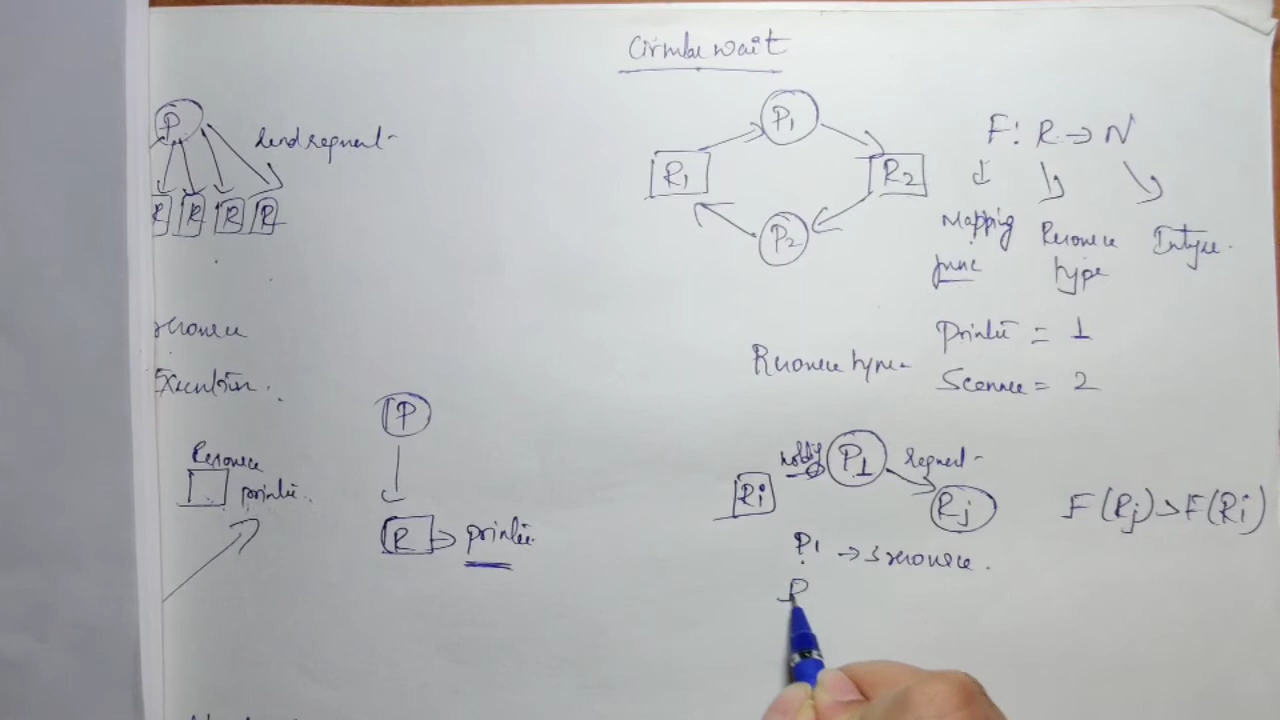 Circular wait
P
Send request
R R R R
P1
R1 R2
P2
F: R → N
Mapping func
Resource type
Integer.
Resource type
Printer = 1
Scanner = 2
resource
Execution.
Resource
printer.
P
R → printer.
holding P1 request
Ri Rj
F(Rj) > F(Ri)
P1 → 3 resource.
P